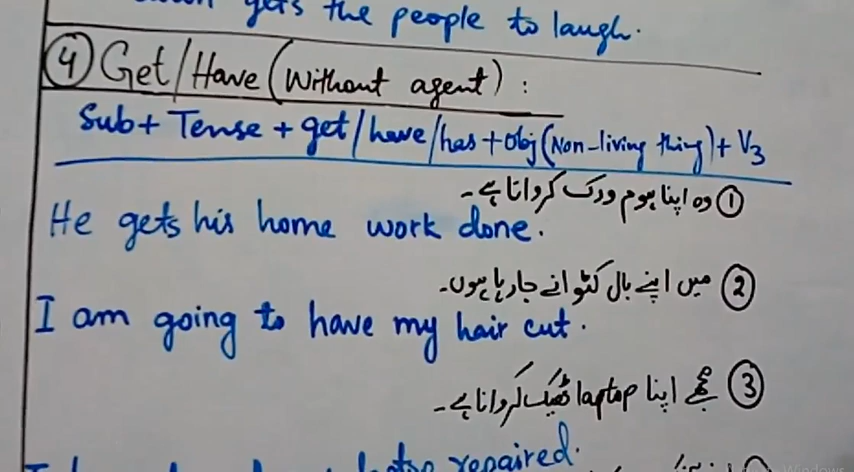 gets the people to laugh.
④ Get/Have (Without agent) :
Sub + Tense + get/have/has + Obj (Non-living thing) + V3
① وہ اپنا ہوم ورک کرواتا ہے۔
He gets his home work done.
② میں اپنے بال کٹوانے جا رہا ہوں۔
I am going to have my hair cut.
③ مجھے اپنا laptop ٹھیک کروانا ہے۔
repaired.
Windows